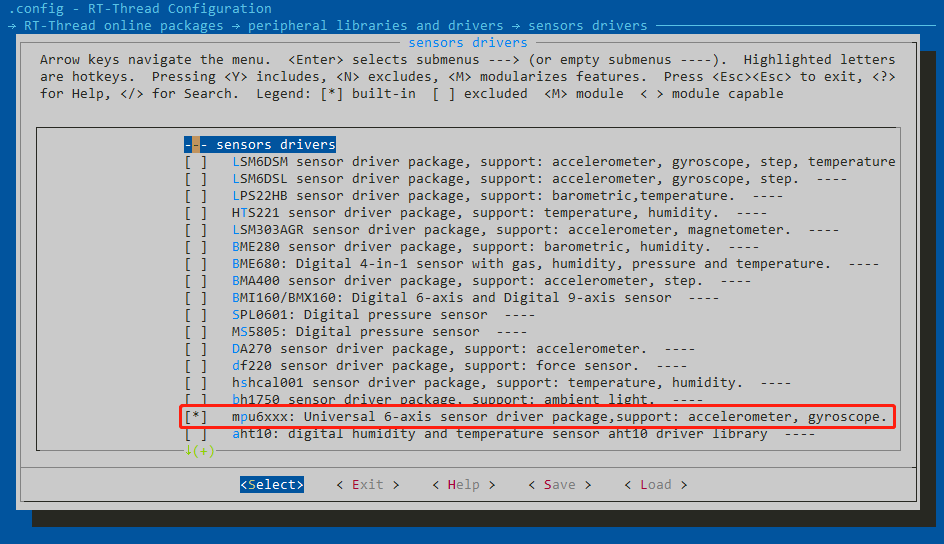 .config - RT-Thread Configuration
→ RT-Thread online packages → peripheral libraries and drivers → sensors drivers
sensors drivers
Arrow keys navigate the menu.  <Enter> selects submenus ---> (or empty submenus ----).  Highlighted letters
are hotkeys.  Pressing <Y> includes, <N> excludes, <M> modularizes features.  Press <Esc><Esc> to exit, <?>
for Help, </> for Search.  Legend: [*] built-in  [ ] excluded  <M> module  < > module capable
--- sensors drivers
[ ]   LSM6DSM sensor driver package, support: accelerometer, gyroscope, step, temperature
[ ]   LSM6DSL sensor driver package, support: accelerometer, gyroscope, step.  ----
[ ]   LPS22HB sensor driver package, support: barometric,temperature.  ----
[ ]   HTS221 sensor driver package, support: temperature, humidity.  ----
[ ]   LSM303AGR sensor driver package, support: accelerometer, magnetometer.  ----
[ ]   BME280 sensor driver package, support: barometric, humidity.  ----
[ ]   BME680: Digital 4-in-1 sensor with gas, humidity, pressure and temperature.  ----
[ ]   BMA400 sensor driver package, support: accelerometer, step.  ----
[ ]   BMI160/BMX160: Digital 6-axis and Digital 9-axis sensor  ----
[ ]   SPL0601: Digital pressure sensor  ----
[ ]   MS5805: Digital pressure sensor  ----
[ ]   DA270 sensor driver package, support: accelerometer.  ----
[ ]   df220 sensor driver package, support: force sensor.  ----
[ ]   hshcal001 sensor driver package, support: temperature, humidity.  ----
[ ]   bh1750 sensor driver package, support: ambient light.  ----
[*]   mpu6xxx: Universal 6-axis sensor driver package,support: accelerometer, gyroscope.
[ ]   aht10: digital humidity and temperature sensor aht10 driver library  ----
↓(+)
<Select>    < Exit >    < Help >    < Save >    < Load >